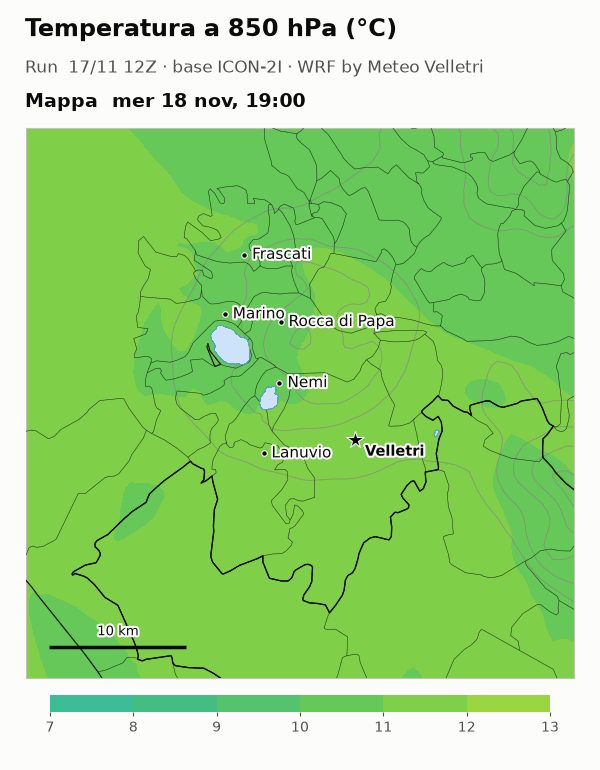 Temperatura a 850 hPa (°C)
Run  17/11 12Z · base ICON-2I · WRF by Meteo Velletri
Mappa  mer 18 nov, 19:00
Frascati
Marino
Rocca di Papa
Nemi
Velletri
Lanuvio
10 km
7 8 9 10 11 12 13